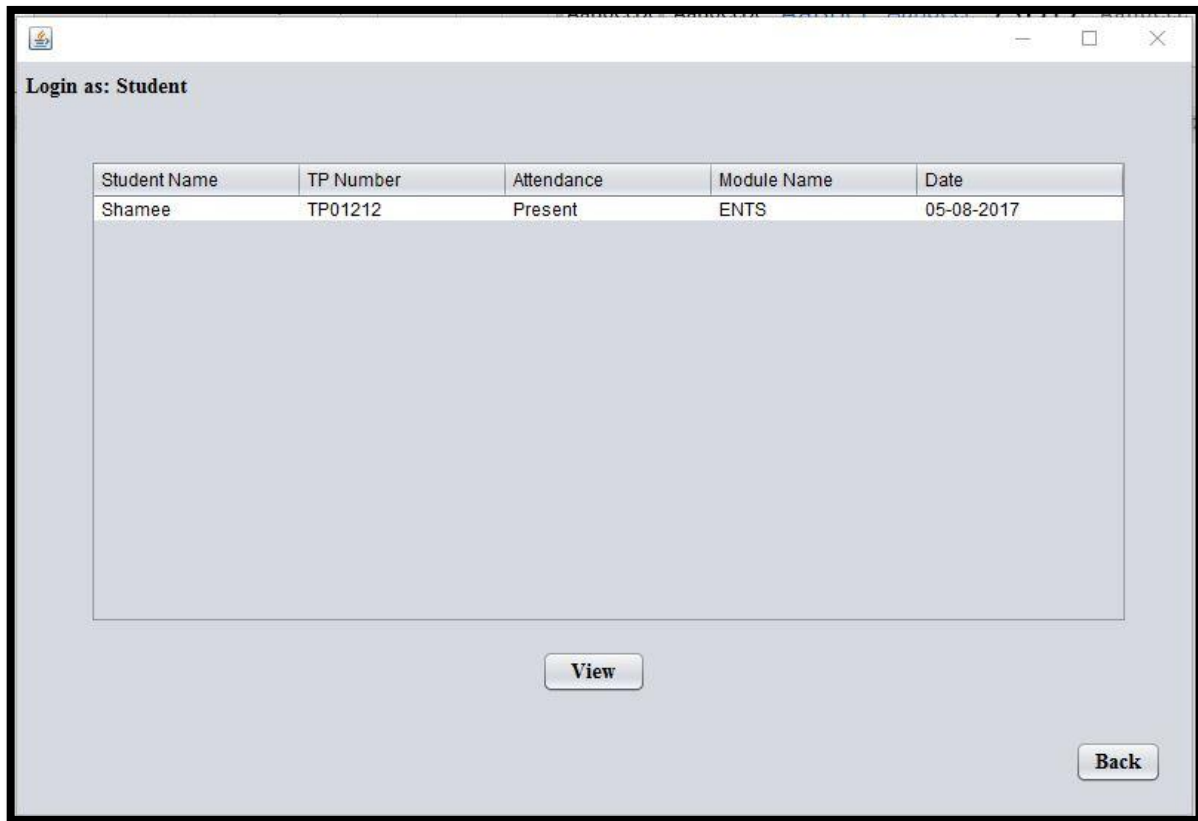 Login as: Student
Student Name TP Number Attendance Module Name Date
Shamee TP01212 Present ENTS 05-08-2017
View
Back